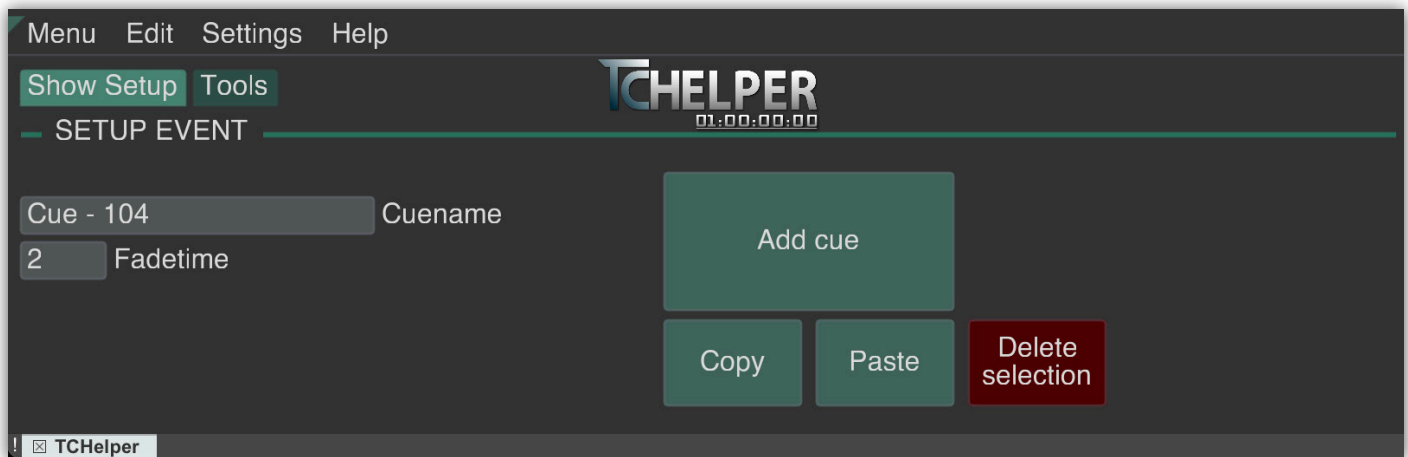 Menu Edit Settings Help
Show Setup Tools
TCHELPER
01:00:00:00
SETUP EVENT
Cue - 104 Cuename
2 Fadetime
Add cue
Copy Paste Delete selection
! TCHelper